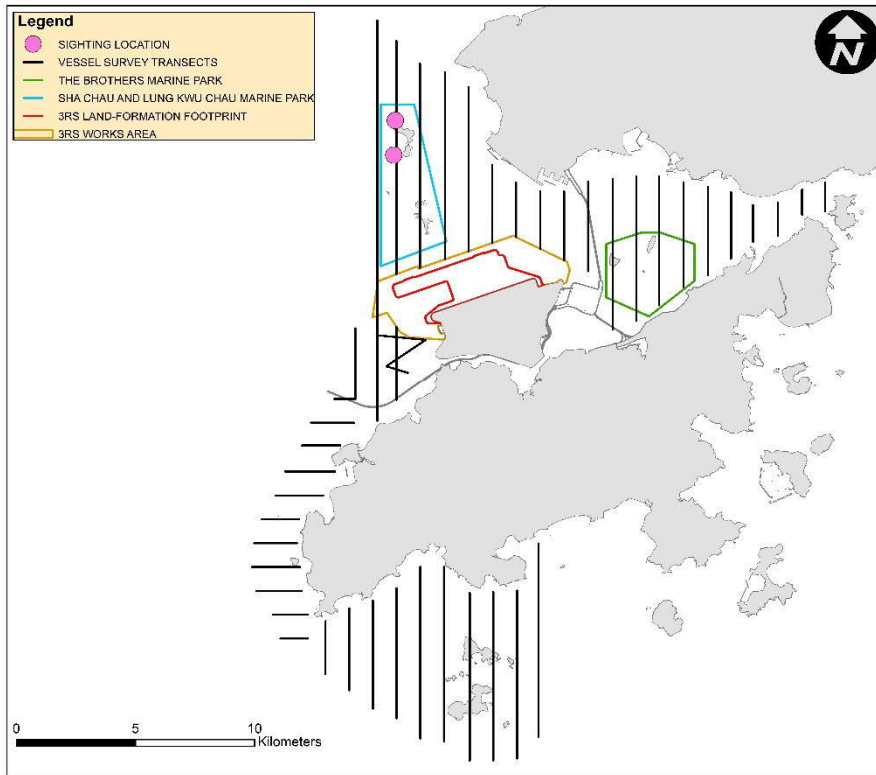 Legend
SIGHTING LOCATION
VESSEL SURVEY TRANSECTS
THE BROTHERS MARINE PARK
SHA CHAU AND LUNG KWU CHAU MARINE PARK
3RS LAND-FORMATION FOOTPRINT
3RS WORKS AREA
N
0 5 10
Kilometers